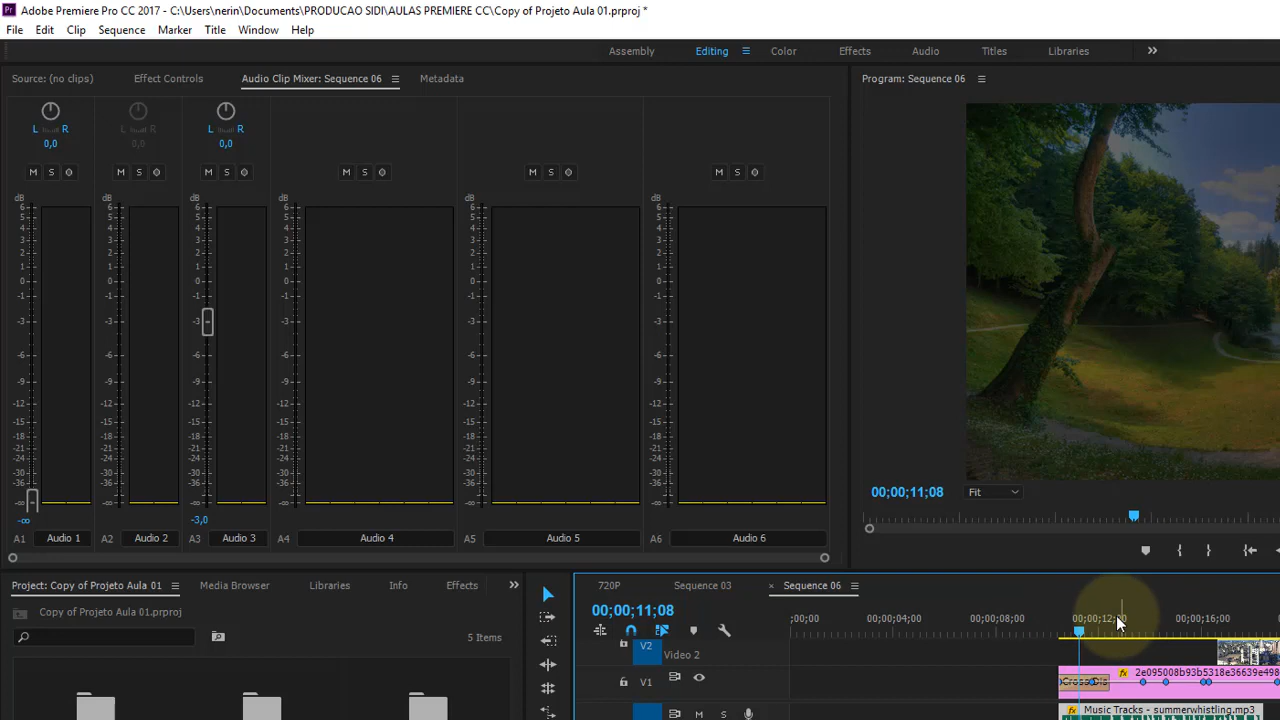 Adobe Premiere Pro CC 2017 - C:\Users\nerin\Documents\PRODUCAO SIDI\AULAS PREMIERE CC\Copy of Projeto Aula 01.prproj *
File Edit Clip Sequence Marker Title Window Help
Assembly Editing Color Effects Audio Titles Libraries
Source: (no clips) Effect Controls Audio Clip Mixer: Sequence 06 Metadata
Program: Sequence 06
L R L R
0,0 0,0 0,0
M S M S M S M S M S M S
dB dB dB dB dB dB
6 6 6 6 6 6
5 5 5 5 5 5
4 4 4 4 4 4
3 3 3 3 3 3
2 2 2 2 2 2
1 1 1 1 1 1
0 0 0 0 0 0
-1 -1 -1 -1 -1 -1
-3 -3 -3 -3 -3 -3
-6 -6 -6 -6 -6 -6
-9 -9 -9 -9 -9 -9
-12 -12 -12 -12 -12 -12
-15 -15 -15 -15 -15 -15
-18 -18 -18 -18 -18 -18
-21 -21 -21 -21 -21 -21
-24 -24 -24 -24 -24 -24
-30 -30 -30 -30 -30 -30
-36 -36 -36 -36 -36 -36
-∞ -∞ -∞ -∞ -∞ -∞
-∞ -3,0
A1 Audio 1 A2 Audio 2 A3 Audio 3 A4 Audio 4 A5 Audio 5 A6 Audio 6
00;00;11;08 Fit
Project: Copy of Projeto Aula 01 Media Browser Libraries Info Effects
Copy of Projeto Aula 01.prproj
5 Items
720P Sequence 03 × Sequence 06
00;00;11;08
;00;00 00;00;04;00 00;00;08;00 00;00;12;00 00;00;16;00
V2 Video 2
V1
fx 2e095008b93b5318e36639e498
Cross Dis
M S
fx Music Tracks - summerwhistling.mp3